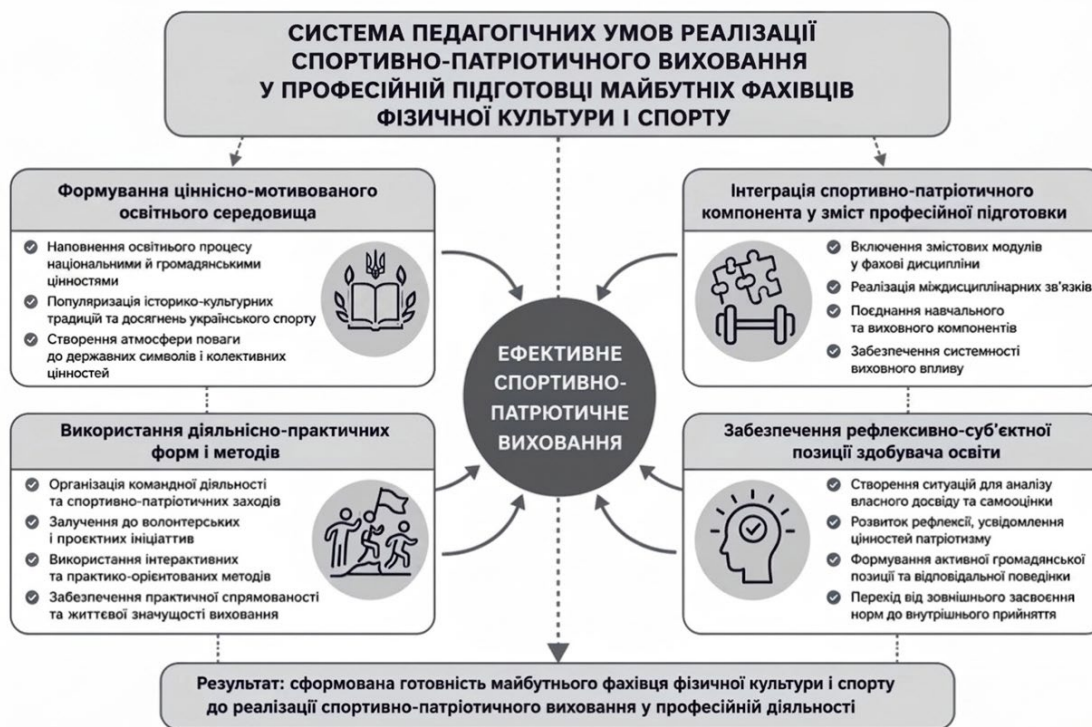 СИСТЕМА ПЕДАГОГІЧНИХ УМОВ РЕАЛІЗАЦІЇ
СПОРТИВНО-ПАТРІОТИЧНОГО ВИХОВАННЯ
У ПРОФЕСІЙНІЙ ПІДГОТОВЦІ МАЙБУТНІХ ФАХІВЦІВ
ФІЗИЧНОЇ КУЛЬТУРИ І СПОРТУ
Формування ціннісно-мотивованого
освітнього середовища
Наповнення освітнього процесу
національними й громадянськими
цінностями
Популяризація історико-культурних
традицій та досягнень українського спорту
Створення атмосфери поваги
до державних символів і колективних
цінностей
Інтеграція спортивно-патріотичного
компонента у зміст професійної підготовки
Включення змістових модулів
у фахові дисципліни
Реалізація міждисциплінарних зв'язків
Поєднання навчального
та виховного компонентів
Забезпечення системності
виховного впливу
ЕФЕКТИВНЕ
СПОРТИВНО-
ПАТРЮТИЧНЕ
ВИХОВАННЯ
Використання діяльнісно-практичних
форм і методів
Організація командної діяльності
та спортивно-патріотичних заходів
Залучення до волонтерських
і проєктних ініціаттив
Використання інтерактивних
та практико-орієнтованих методів
Забезпечення практичної спрямованості
та життєвої значущості виховання
Забезпечення рефлексивно-суб'єктної
позиції здобувача освіти
Створення ситуацій для аналізу
власного досвіду та самооцінки
Розвиток рефлексії, усвідомлення
цінностей патріотизму
Формування активної громадянської
позиції та відповідальної поведінки
Перехід від зовнішнього засвоєння
норм до внутрішнього прийняття
Результат: сформована готовність майбутнього фахівця фізичної культури і спорту
до реалізації спортивно-патріотичного виховання у професійній діяльності